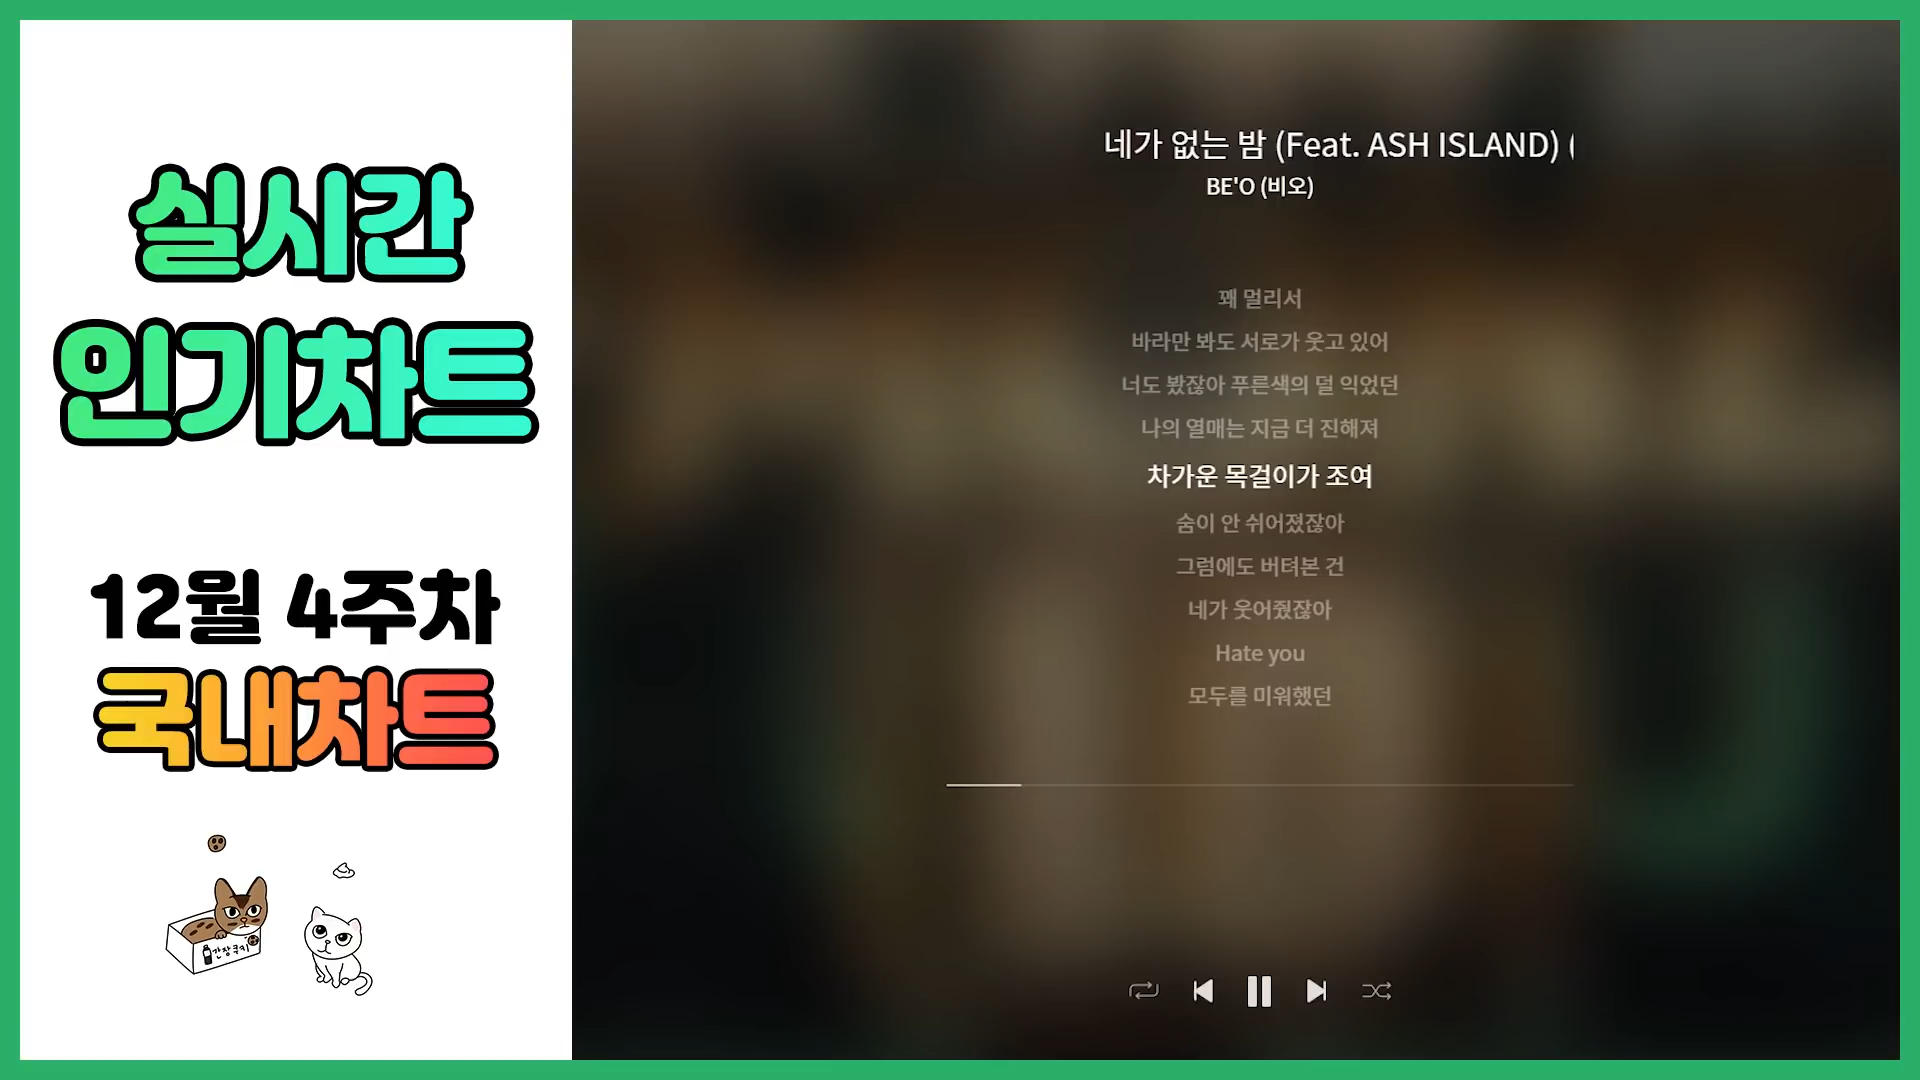 실시간
인기차트
12월 4주차
국내차트
간장쿠키
네가 없는 밤 (Feat. ASH ISLAND) (
BE'O (비오)
꽤 멀리서
바라만 봐도 서로가 웃고 있어
너도 봤잖아 푸른색의 덜 익었던
나의 열매는 지금 더 진해져
차가운 목걸이가 조여
숨이 안 쉬어졌잖아
그럼에도 버텨본 건
네가 웃어줬잖아
Hate you
모두를 미워했던